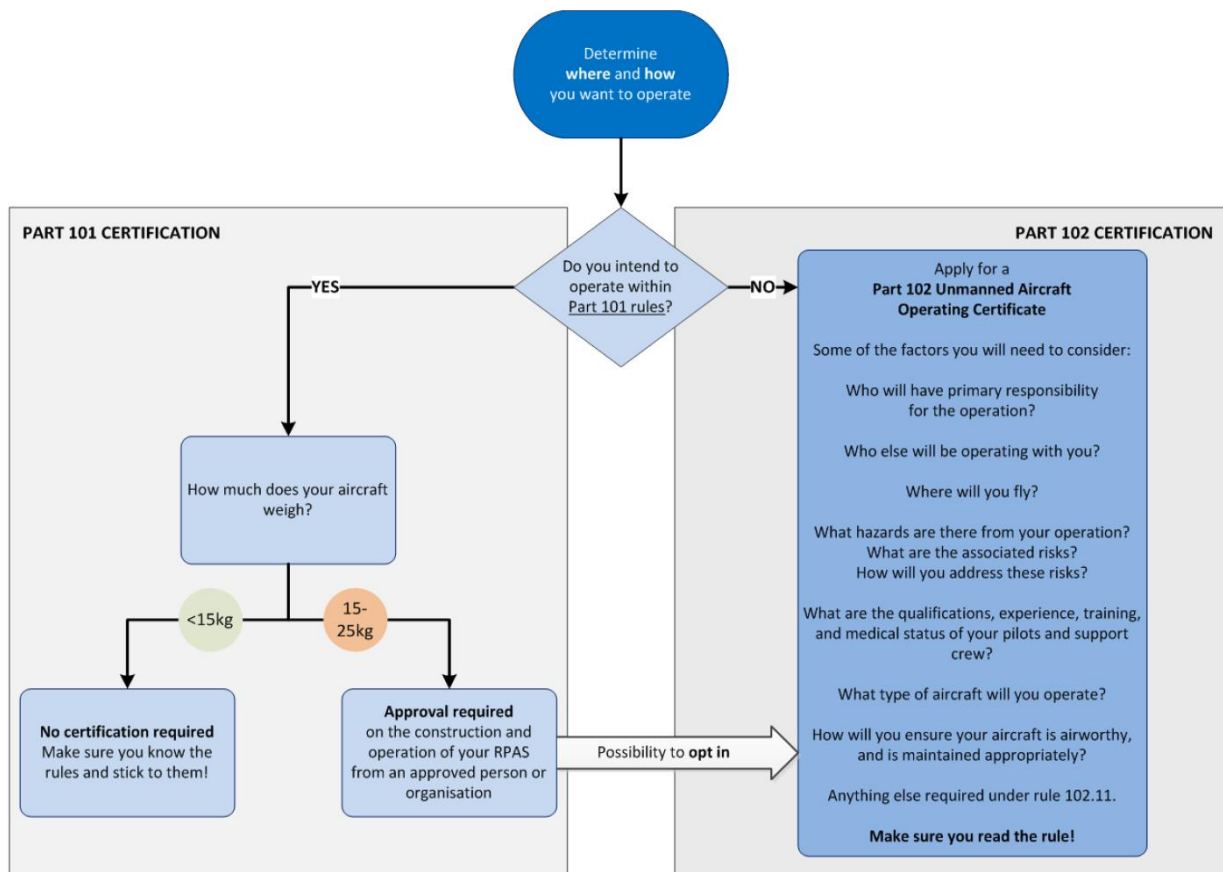 Determine
where and how
you want to operate
PART 101 CERTIFICATION
PART 102 CERTIFICATION
Do you intend to
operate within
Part 101 rules?
YES
NO
How much does your aircraft
weigh?
<15kg
15-
25kg
No certification required
Make sure you know the
rules and stick to them!
Approval required
on the construction and
operation of your RPAS
from an approved person or
organisation
Possibility to opt in
Apply for a
Part 102 Unmanned Aircraft
Operating Certificate
Some of the factors you will need to consider:
Who will have primary responsibility
for the operation?
Who else will be operating with you?
Where will you fly?
What hazards are there from your operation?
What are the associated risks?
How will you address these risks?
What are the qualifications, experience, training,
and medical status of your pilots and support
crew?
What type of aircraft will you operate?
How will you ensure your aircraft is airworthy,
and is maintained appropriately?
Anything else required under rule 102.11.
Make sure you read the rule!